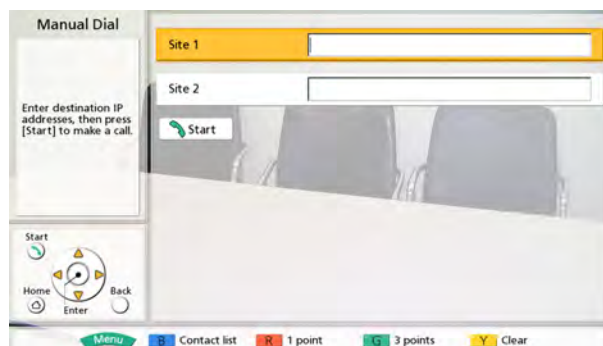 Manual Dial
Site 1
Site 2
Enter destination IP
addresses, then press
[Start] to make a call.
Start
Start
Home
Back
Enter
Menu
B Contact list R 1 point G 3 points Y Clear